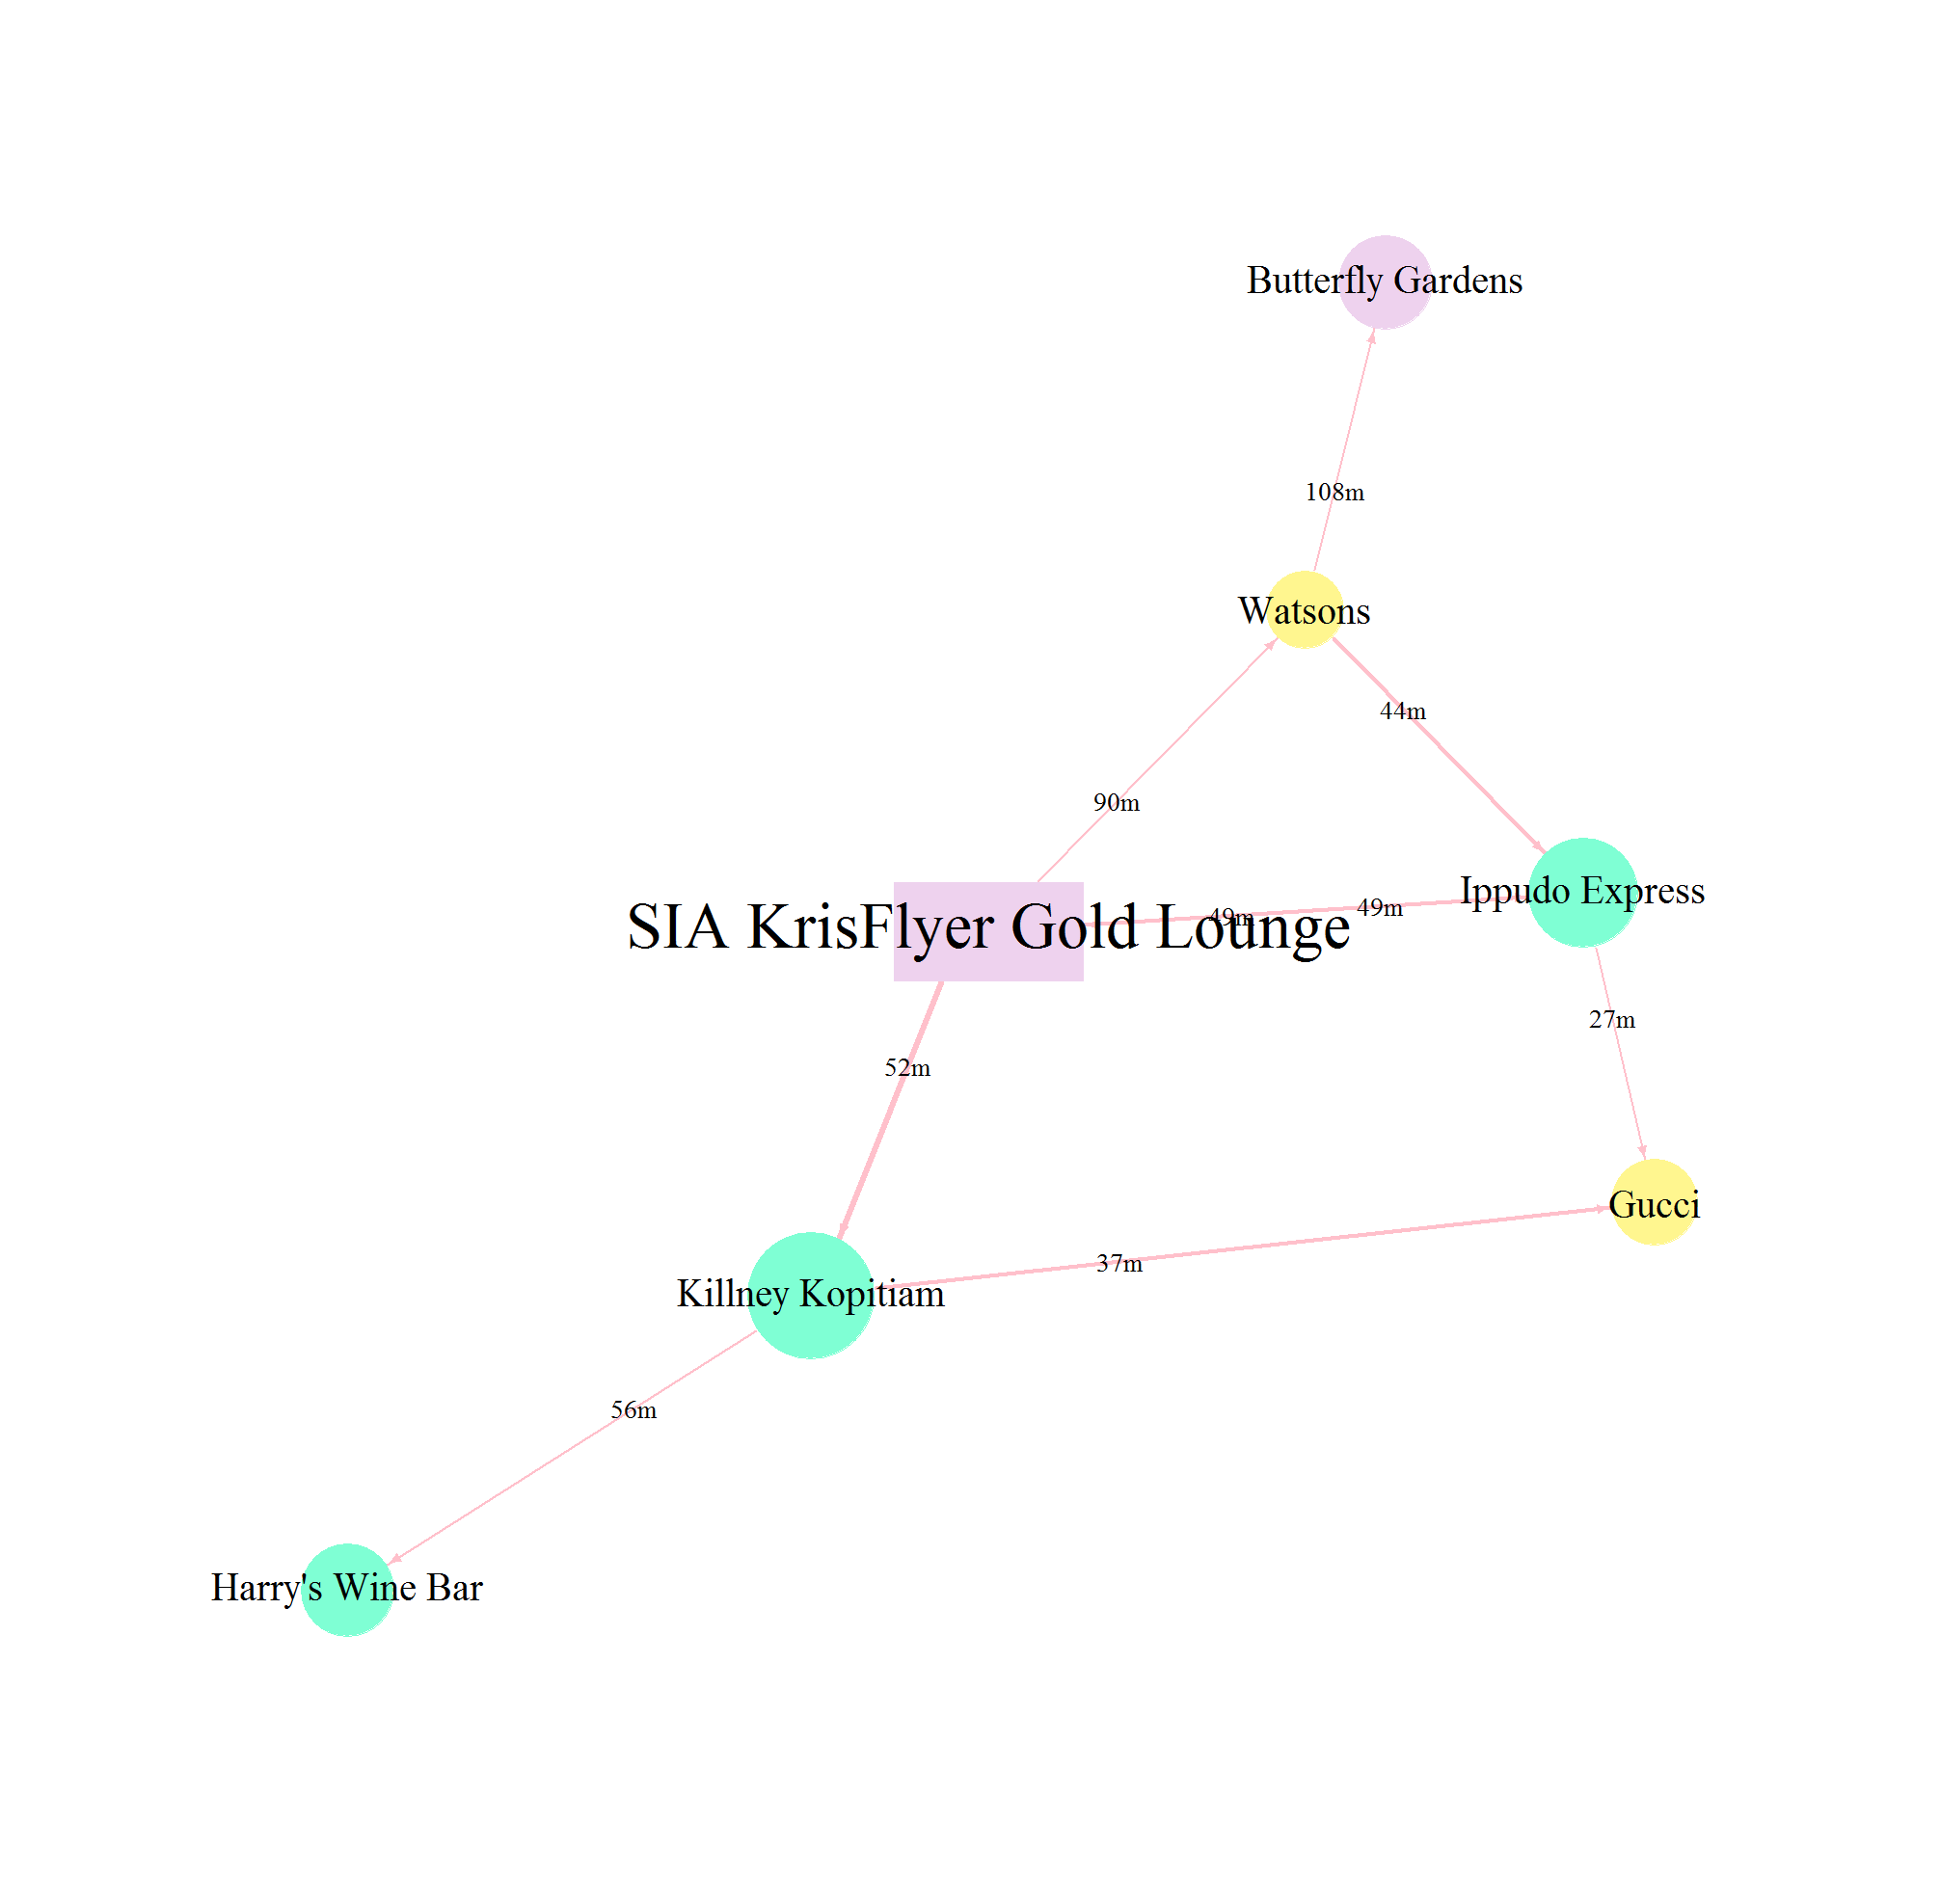 Butterfly Gardens
108m
Watsons
44m
90m
Ippudo Express
49m
49m
SIA KrisFlyer Gold Lounge
27m
52m
Gucci
37m
Killney Kopitiam
56m
Harry's Wine Bar